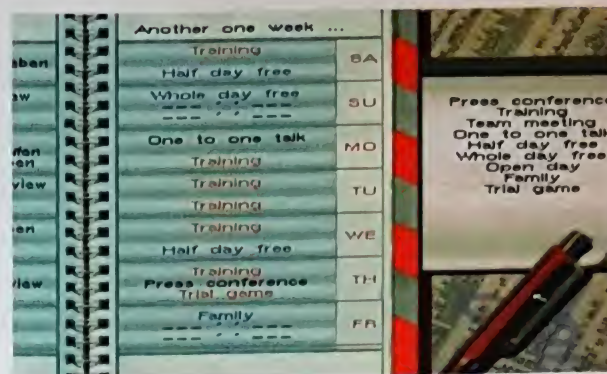 Another one week ...
Training
Half day free
SA
Whole day free
--- ' ' ---
--- ' ' ---
SU
One to one talk
Training
MO
Training
Training
TU
Training
Half day free
WE
Training
Press conference
Trial game
TH
Family
--- ' ' ---
--- ' ' ---
FR
Press conference
Training
Team meeting
One to one talk
Half day free
Whole day free
Open day
Family
Trial game